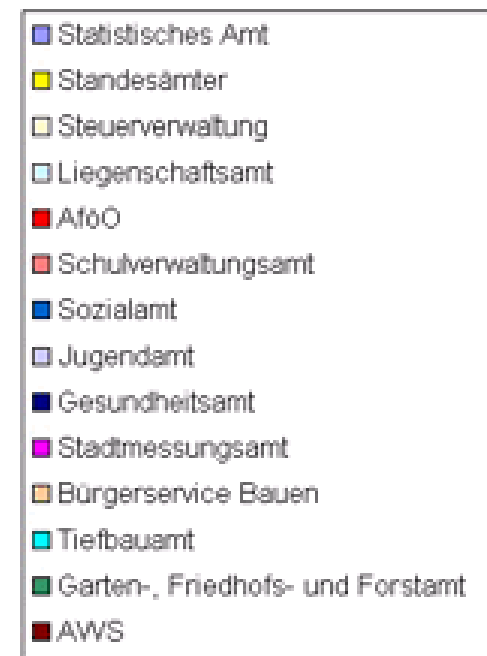 Statistisches Amt
Standesämter
Steuerverwaltung
Liegenschaftsamt
AföO
Schulverwaltungsamt
Sozialamt
Jugendamt
Gesundheitsamt
Stadtmessungsamt
Bürgerservice Bauen
Tiefbauamt
Garten-, Friedhofs- und Forstamt
AWS